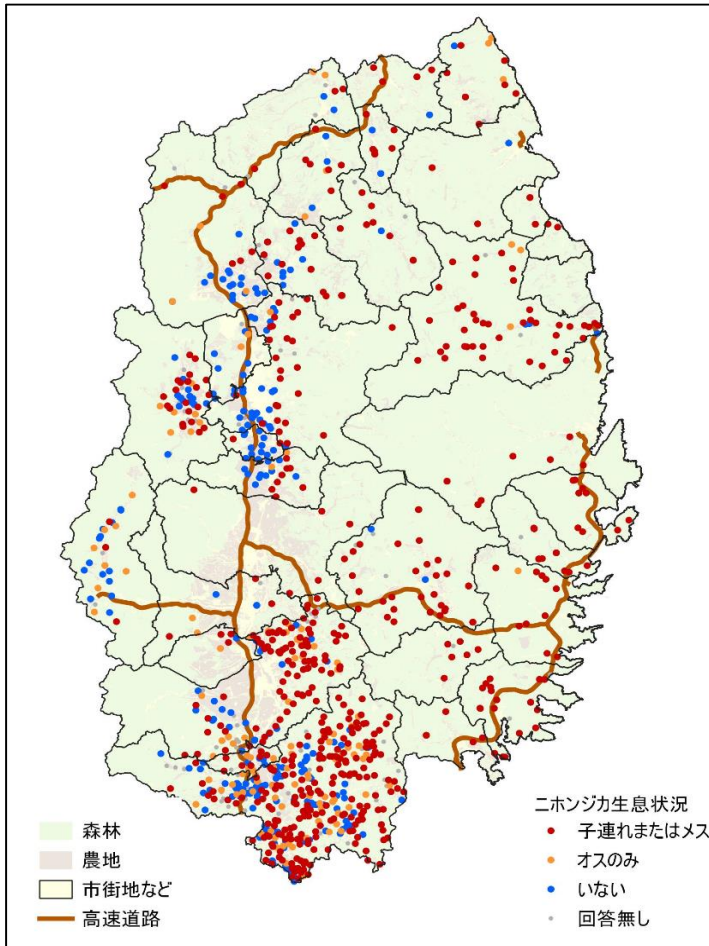 森林
農地
市街地など
高速道路
ニホンジカ生息状況
子連れまたはメス
オスのみ
いない
回答無し